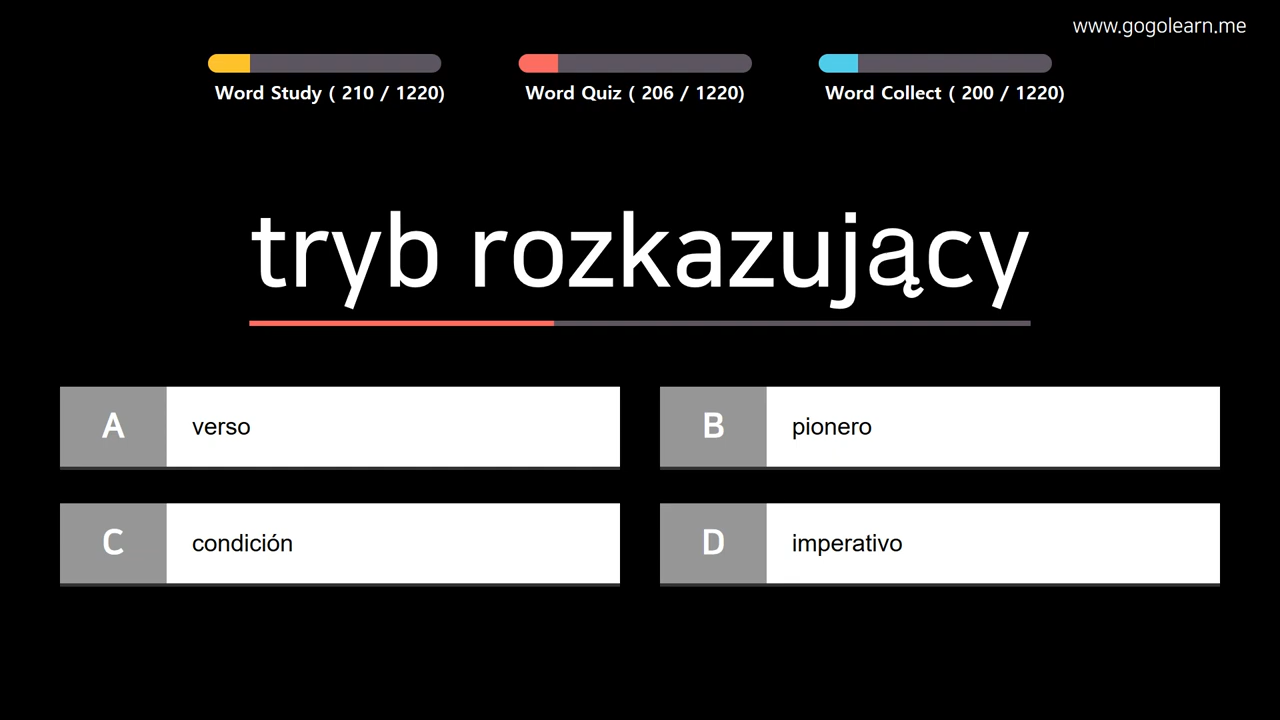 www.gogolearn.me
Word Study ( 210 / 1220)
Word Quiz ( 206 / 1220)
Word Collect ( 200 / 1220)
tryb rozkazujący
A verso
B pionero
C condición
D imperativo